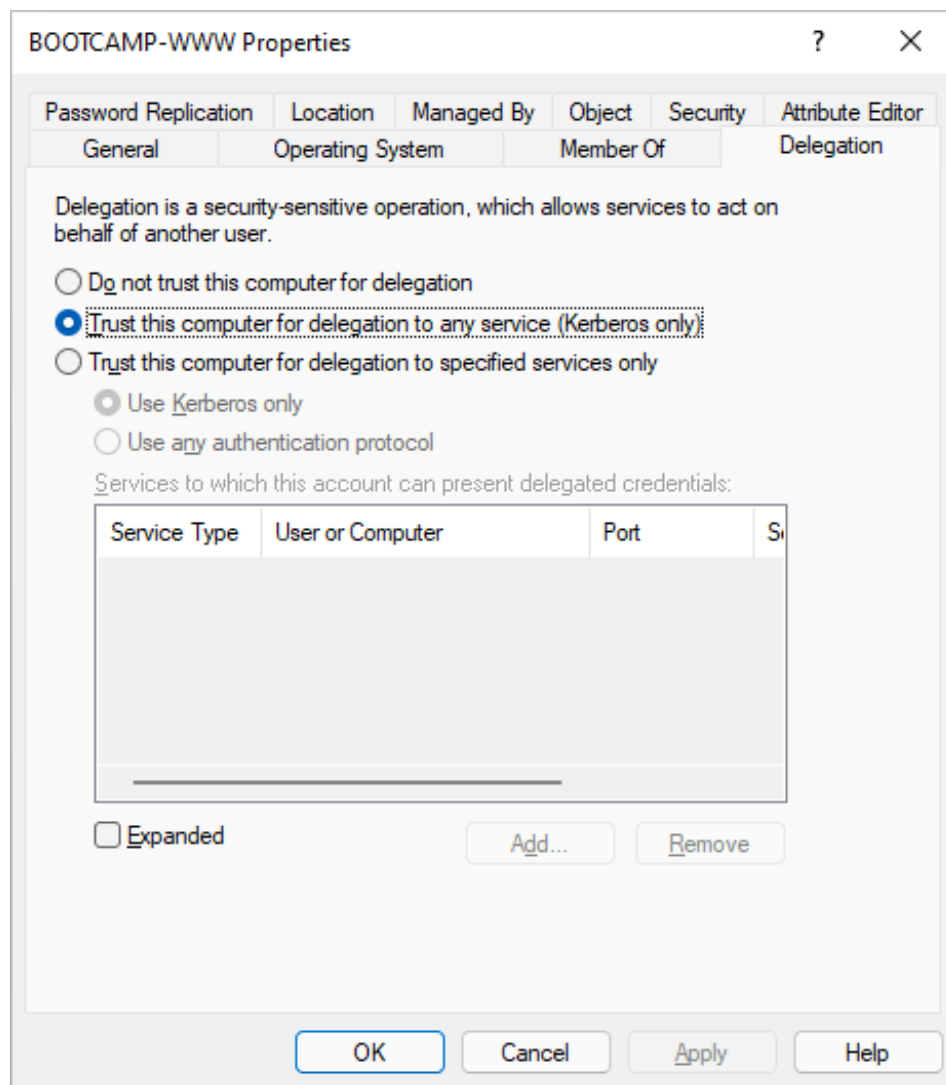 BOOTCAMP-WWW Properties
?
Password Replication Location Managed By Object Security Attribute Editor
General Operating System Member Of Delegation
Delegation is a security-sensitive operation, which allows services to act on
behalf of another user.
Do not trust this computer for delegation
Trust this computer for delegation to any service (Kerberos only)
Trust this computer for delegation to specified services only
Use Kerberos only
Use any authentication protocol
Services to which this account can present delegated credentials:
Service Type User or Computer Port
Expanded Add... Remove
OK Cancel Apply Help